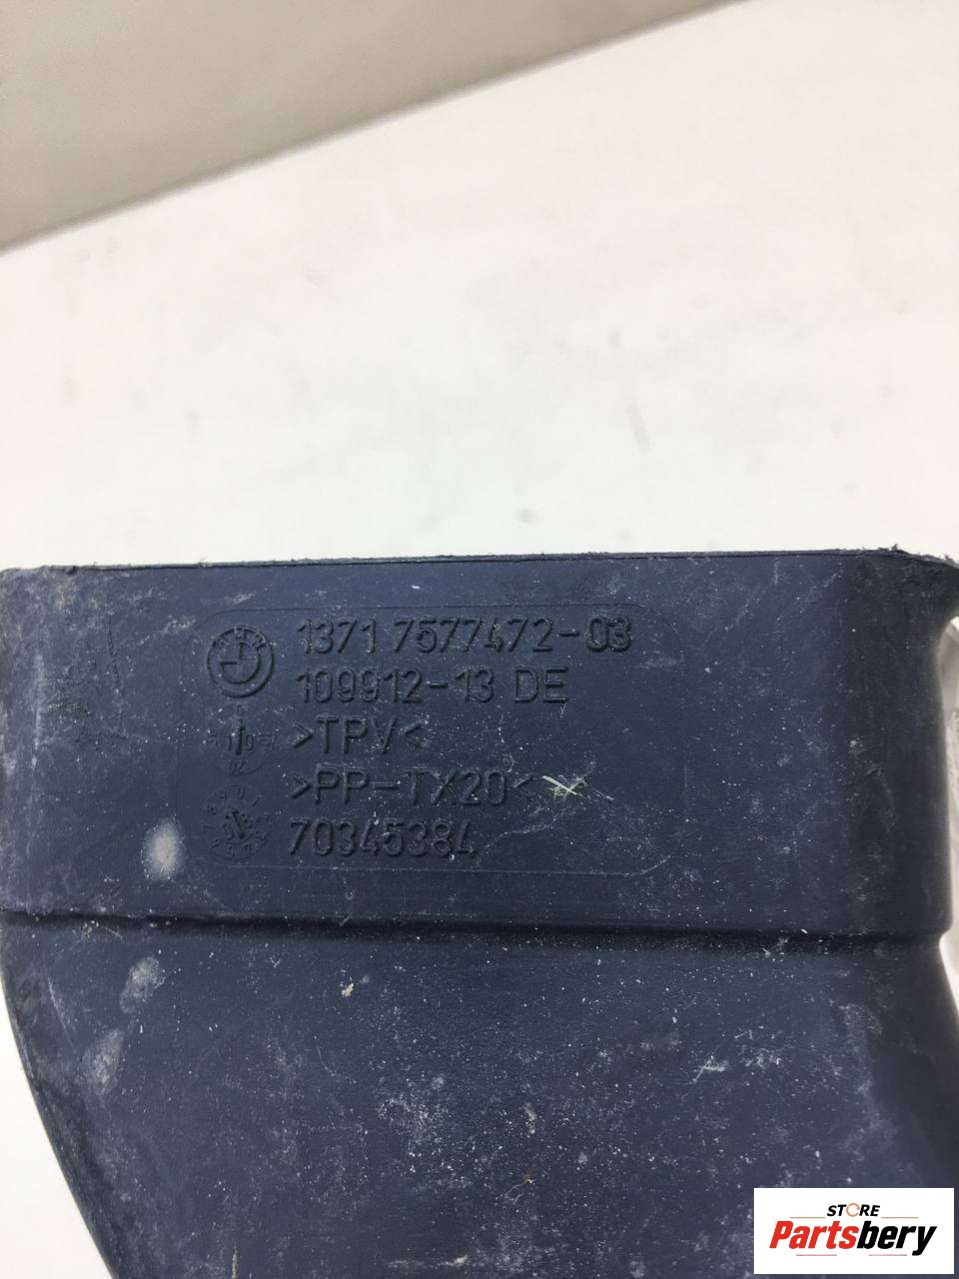 1371 7577472-03
109912-13 DE
>TPV<
>PP-TX20<
70345384
STORE
Partsbery